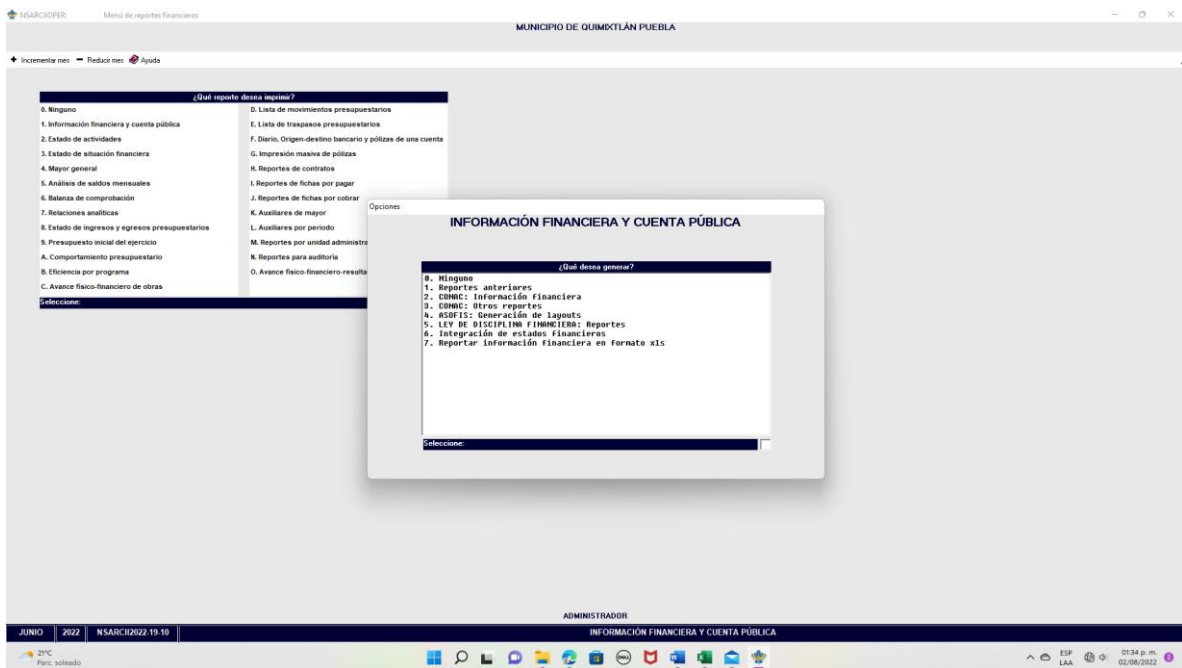 NSARCIIOPER: Menú de reportes financieros
MUNICIPIO DE QUIMIXTLÁN PUEBLA
Incrementar mes Reducir mes Ayuda
¿Qué reporte desea imprimir?
0. Ninguno
1. Información financiera y cuenta pública
2. Estado de actividades
3. Estado de situación financiera
4. Mayor general
5. Análisis de saldos mensuales
6. Balanza de comprobación
7. Relaciones analíticas
8. Estado de ingresos y egresos presupuestarios
9. Presupuesto inicial del ejercicio
A. Comportamiento presupuestario
B. Eficiencia por programa
C. Avance físico-financiero de obras
D. Lista de movimientos presupuestarios
E. Lista de traspasos presupuestarios
F. Diario, Origen-destino bancario y pólizas de una cuenta
G. Impresión masiva de pólizas
H. Reportes de contratos
I. Reportes de fichas por pagar
J. Reportes de fichas por cobrar
K. Auxiliares de mayor
L. Auxiliares por periodo
M. Reportes por unidad administra
N. Reportes para auditoría
O. Avance físico-financiero-resulta
Seleccione:
Opciones
INFORMACIÓN FINANCIERA Y CUENTA PÚBLICA
¿Qué desea generar?
0. Ninguno
1. Reportes anteriores
2. CONAC: Información financiera
3. CONAC: Otros reportes
4. ASOFIS: Generación de layouts
5. LEY DE DISCIPLINA FINANCIERA: Reportes
6. Integración de estados financieros
7. Reportar información financiera en formato xls
Seleccione:
ADMINISTRADOR
JUNIO 2022 NSARCII2022-19-10 INFORMACIÓN FINANCIERA Y CUENTA PÚBLICA
21°C
Parc. soleado
ESP
LAA
01:34 p. m.
02/08/2022